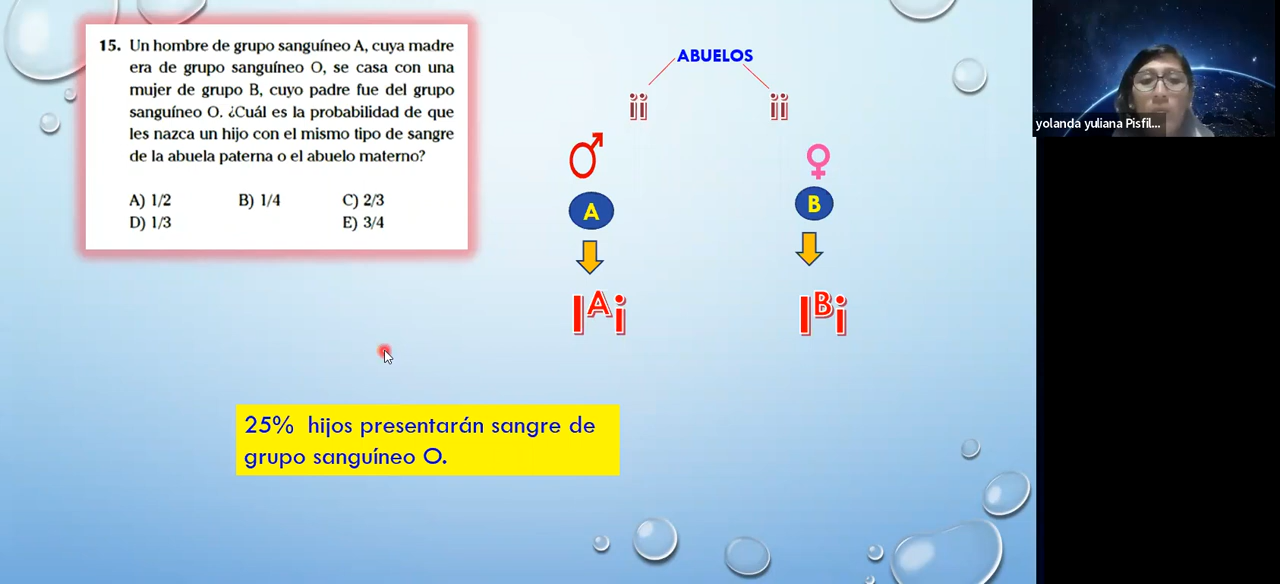 15. Un hombre de grupo sanguíneo A, cuya madre
era de grupo sanguíneo O, se casa con una
mujer de grupo B, cuyo padre fue del grupo
sanguíneo O. ¿Cuál es la probabilidad de que
les nazca un hijo con el mismo tipo de sangre
de la abuela paterna o el abuelo materno?
A) 1/2 B) 1/4 C) 2/3
D) 1/3 E) 3/4
ABUELOS
ii ii
A B
I^A i I^B i
25% hijos presentarán sangre de
grupo sanguíneo O.
yolanda yuliana Pisfil...